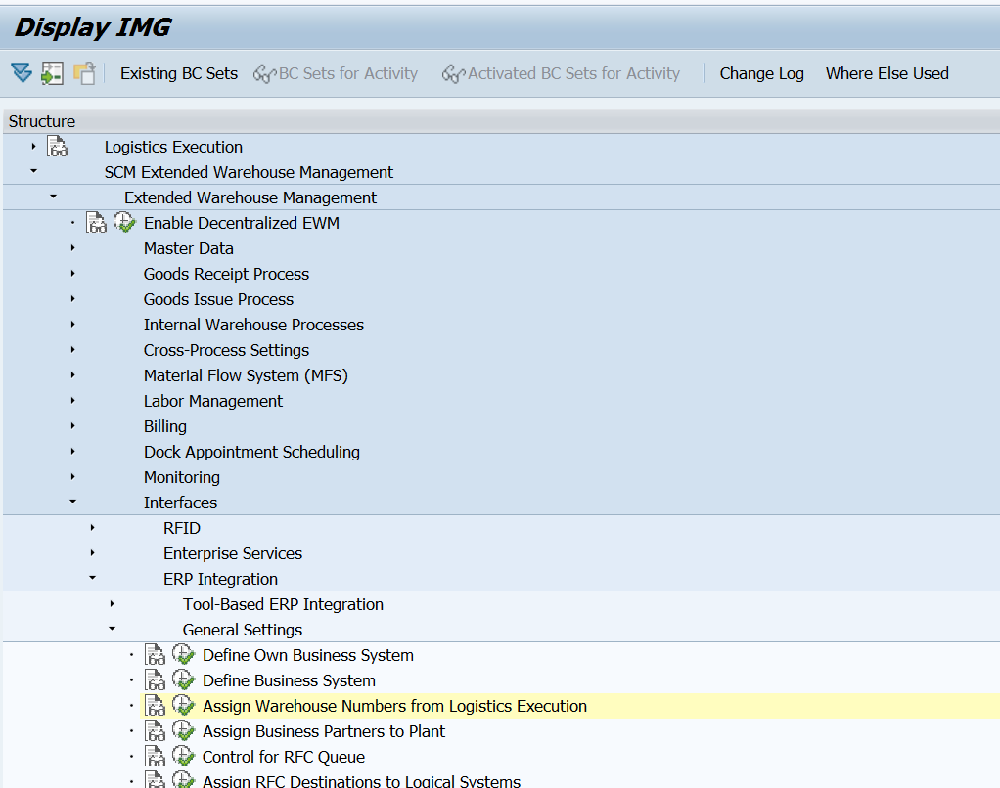 Display IMG
Existing BC Sets BC Sets for Activity Activated BC Sets for Activity Change Log Where Else Used
Structure
Logistics Execution
SCM Extended Warehouse Management
Extended Warehouse Management
Enable Decentralized EWM
Master Data
Goods Receipt Process
Goods Issue Process
Internal Warehouse Processes
Cross-Process Settings
Material Flow System (MFS)
Labor Management
Billing
Dock Appointment Scheduling
Monitoring
Interfaces
RFID
Enterprise Services
ERP Integration
Tool-Based ERP Integration
General Settings
Define Own Business System
Define Business System
Assign Warehouse Numbers from Logistics Execution
Assign Business Partners to Plant
Control for RFC Queue
Assign RFC Destinations to Logical Systems